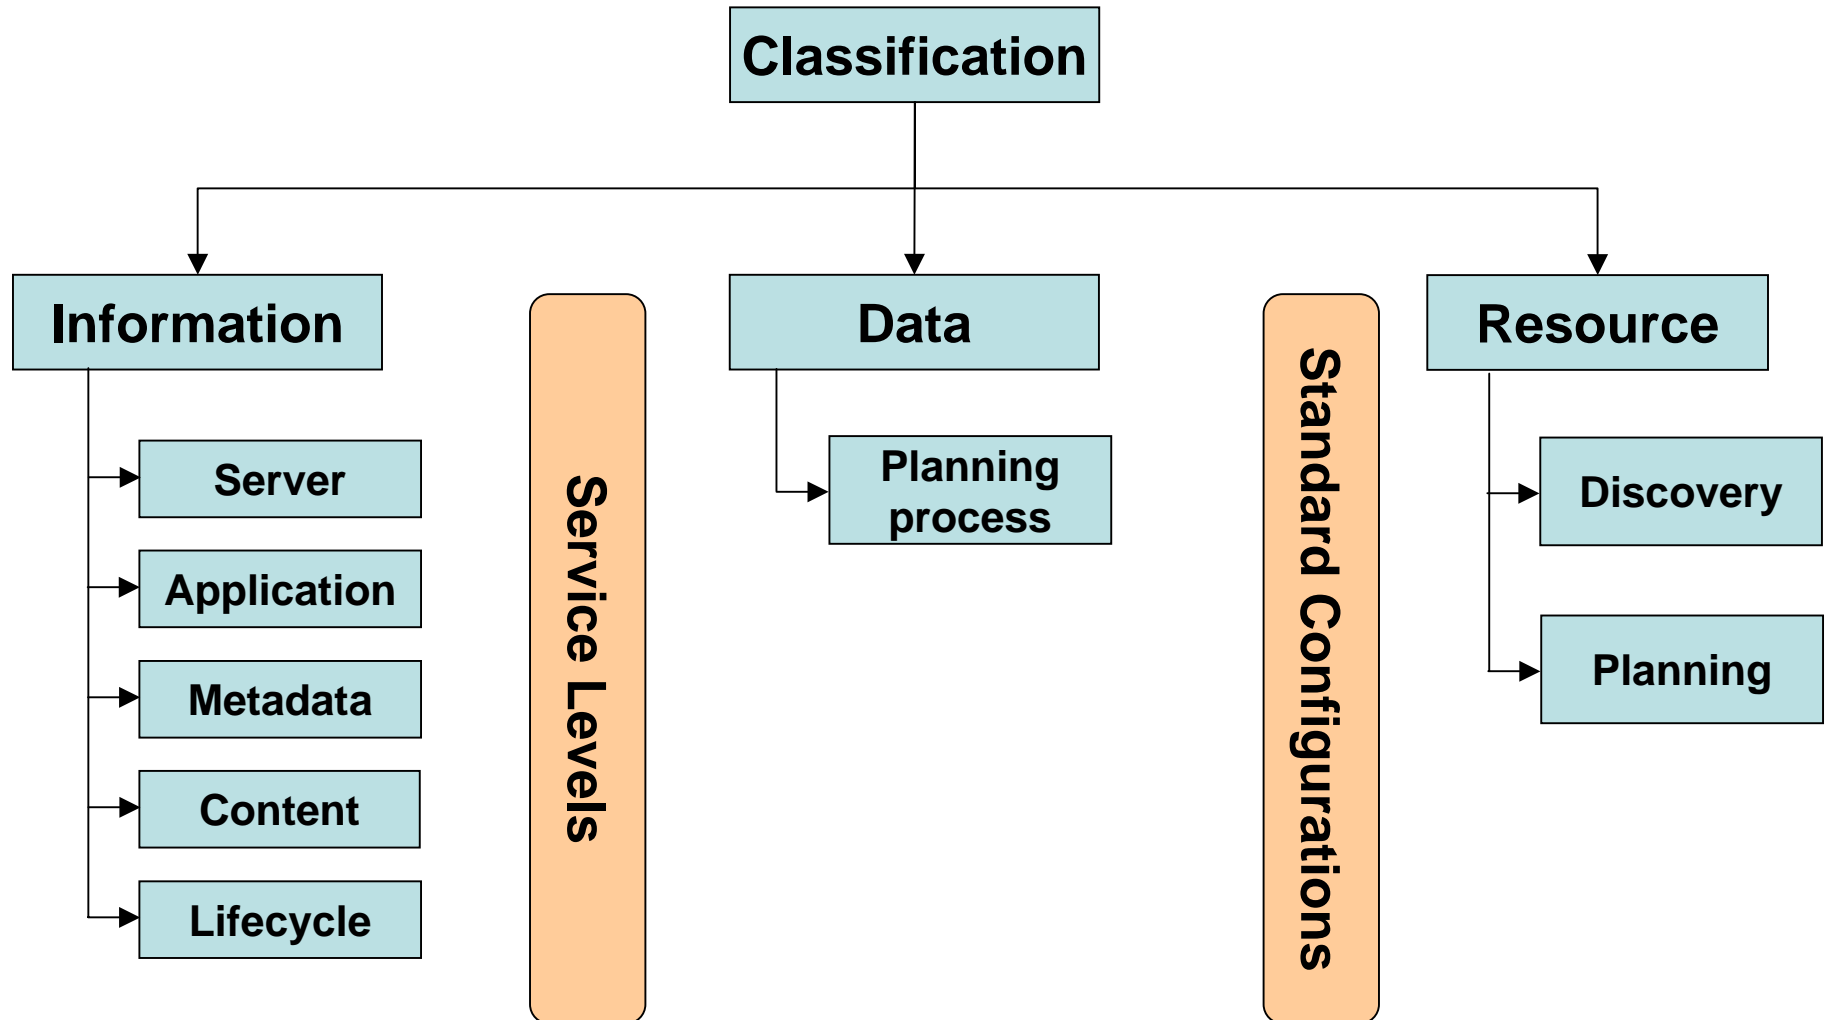 Classification
Information
Data
Resource
Server
Application
Metadata
Content
Lifecycle
Service Levels
Planning
process
Standard Configurations
Discovery
Planning